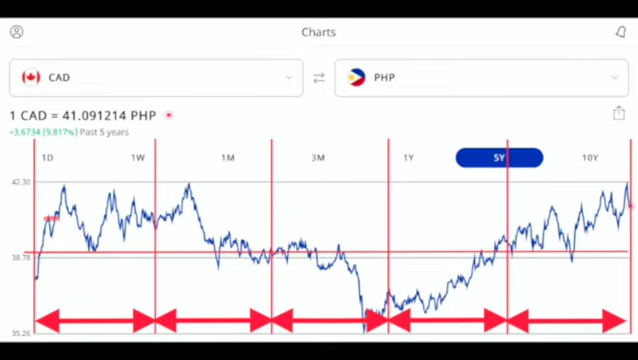 Charts
CAD
PHP
1 CAD = 41.091214 PHP
+3.6734 (9.817%) Past 5 years
1D 1W 1M 3M 1Y 5Y 10Y
42.30
38.78
35.26